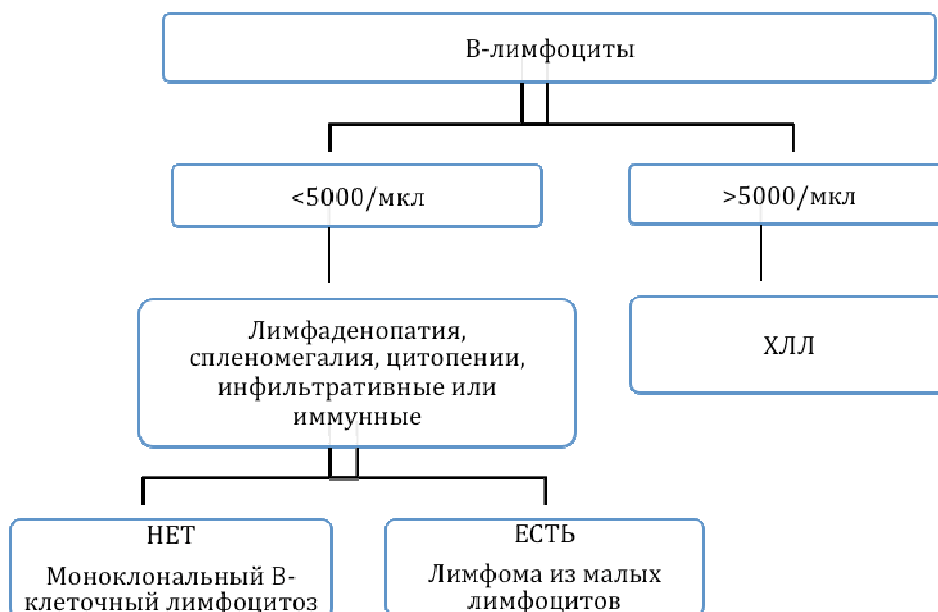 В-лимфоциты
<5000/мкл
>5000/мкл
Лимфаденопатия,
спленомегалия, цитопении,
инфильтративные или
иммунные
ХЛЛ
НЕТ
Моноклональный В-
клеточный лимфоцитоз
ЕСТЬ
Лимфома из малых
лимфоцитов